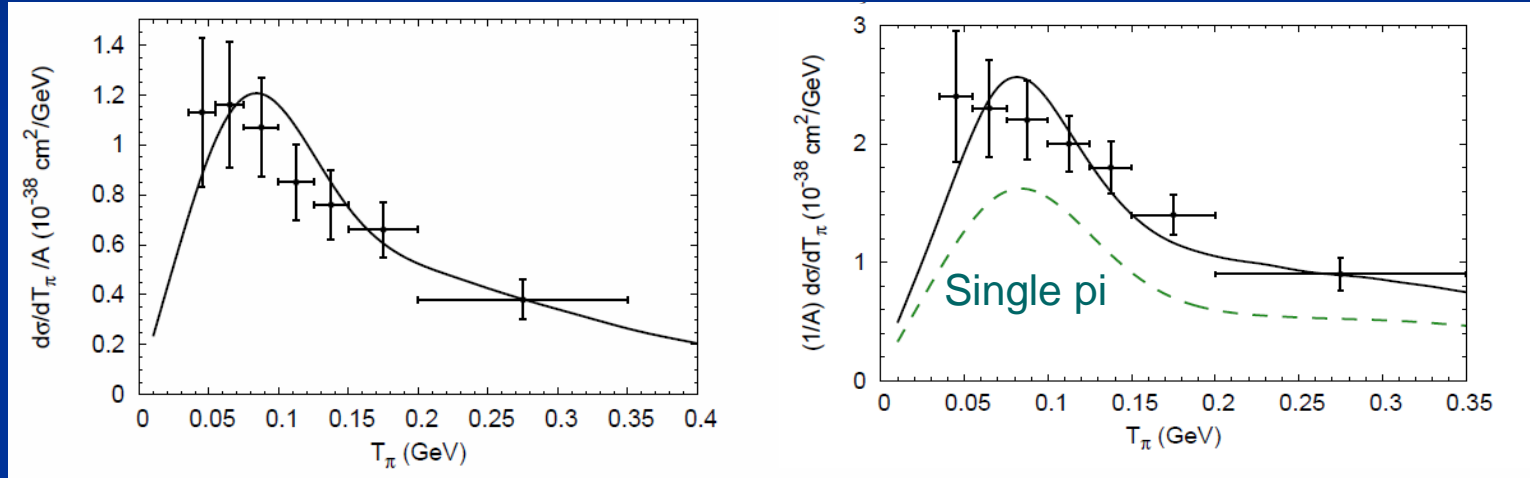 dσ/dTπ /A (10⁻³⁸ cm²/GeV)
1.4
1.2
1
0.8
0.6
0.4
0.2
0
0 0.05 0.1 0.15 0.2 0.25 0.3 0.35 0.4
Tπ (GeV)
(1/A) dσ/dTπ (10⁻³⁸ cm²/GeV)
3
2
1
0
Single pi
0 0.05 0.1 0.15 0.2 0.25 0.3 0.35
Tπ (GeV)